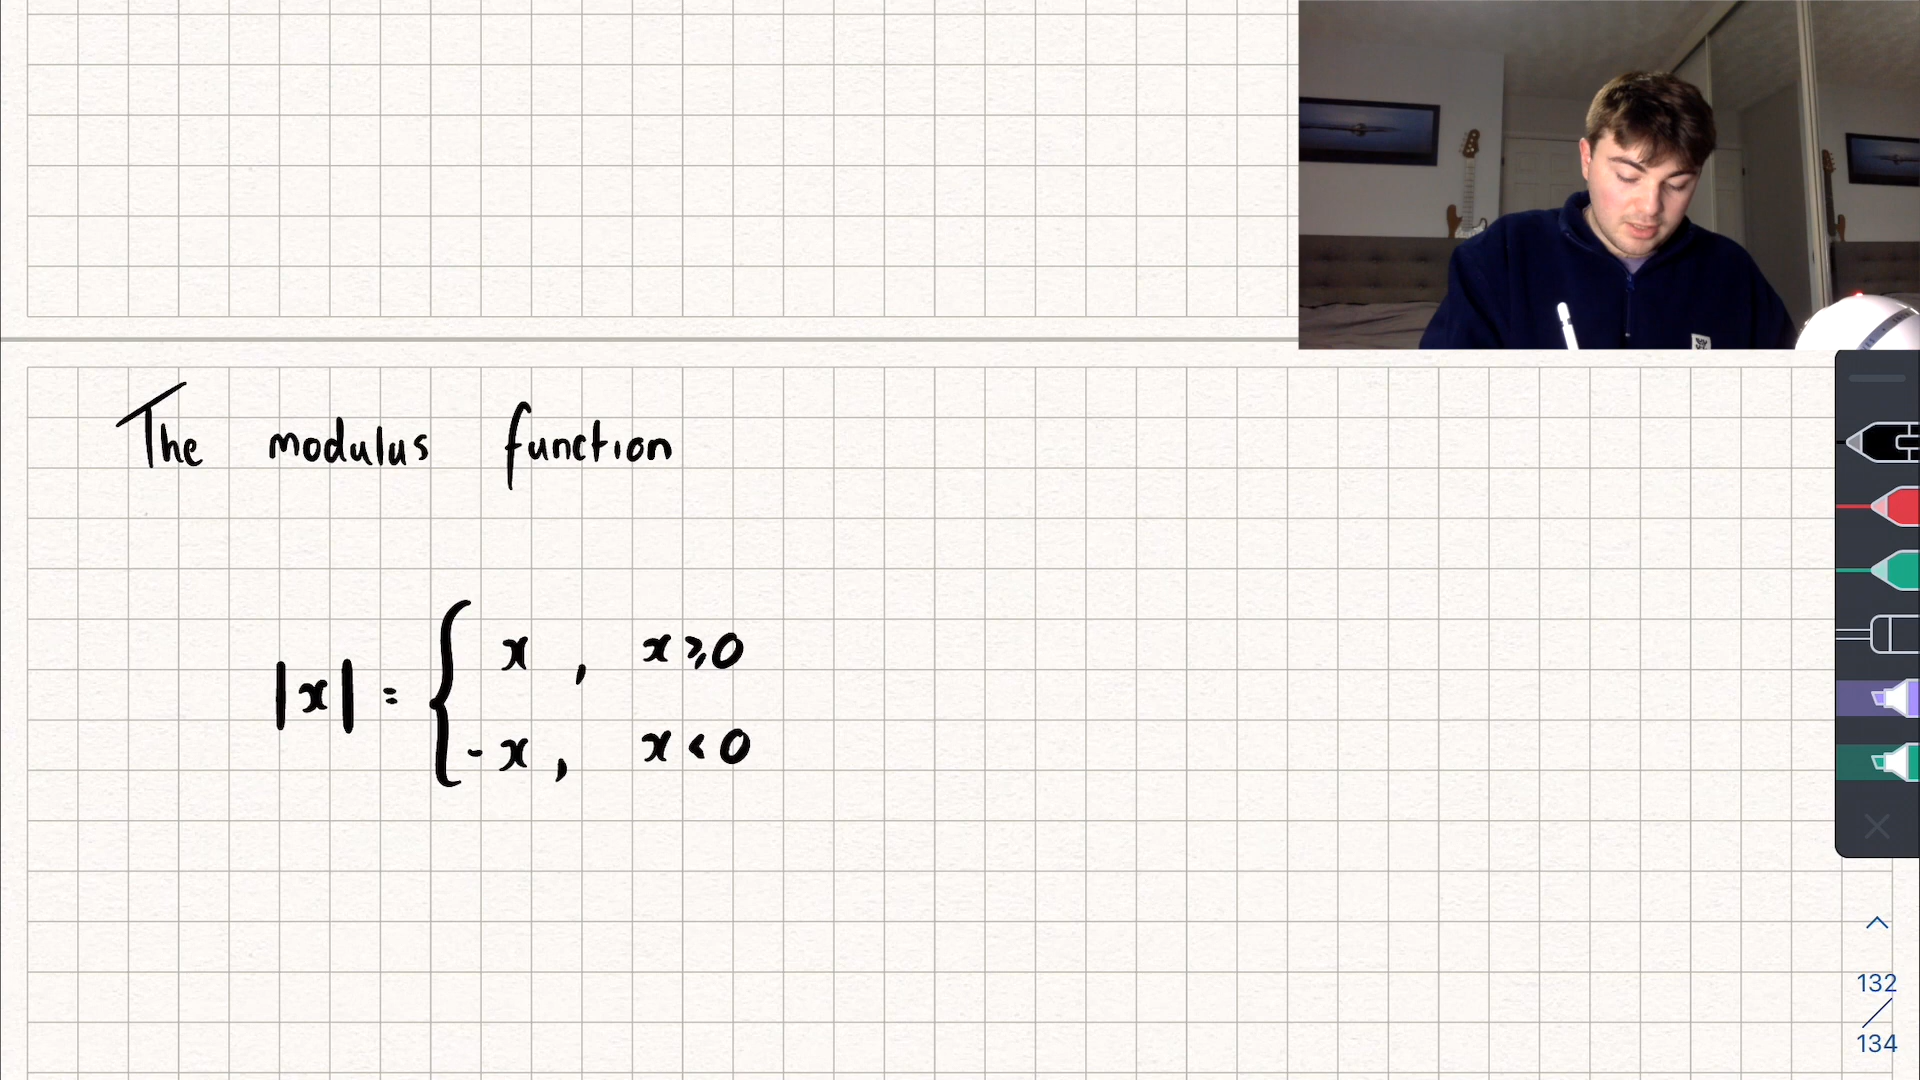 The modulus function
|x| = { x , x ⩾ 0
-x , x < 0
132
/
134